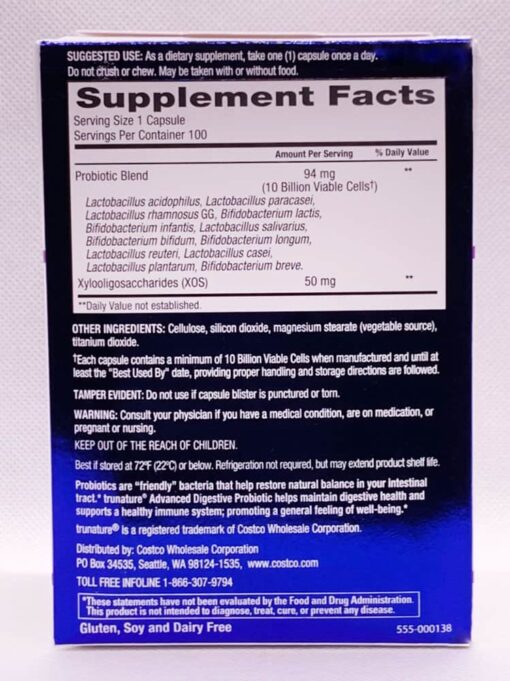 SUGGESTED USE: As a dietary supplement, take one (1) capsule once a day.
Do not crush or chew. May be taken with or without food.
Supplement Facts
Serving Size 1 Capsule
Servings Per Container 100
Amount Per Serving % Daily Value
Probiotic Blend 94 mg **
(10 Billion Viable Cells†)
Lactobacillus acidophilus, Lactobacillus paracasei,
Lactobacillus rhamnosus GG, Bifidobacterium lactis,
Bifidobacterium infantis, Lactobacillus salivarius,
Bifidobacterium bifidum, Bifidobacterium longum,
Lactobacillus reuteri, Lactobacillus casei,
Lactobacillus plantarum, Bifidobacterium breve.
Xylooligosaccharides (XOS) 50 mg **
**Daily Value not established.
OTHER INGREDIENTS: Cellulose, silicon dioxide, magnesium stearate (vegetable source),
titanium dioxide.
†Each capsule contains a minimum of 10 Billion Viable Cells when manufactured and until at
least the "Best Used By" date, providing proper handling and storage directions are followed.
TAMPER EVIDENT: Do not use if capsule blister is punctured or torn.
WARNING: Consult your physician if you have a medical condition, are on medication, or
pregnant or nursing.
KEEP OUT OF THE REACH OF CHILDREN.
Best if stored at 72°F (22°C) or below. Refrigeration not required, but may extend product shelf life.
Probiotics are "friendly" bacteria that help restore natural balance in your intestinal
tract.* trunature® Advanced Digestive Probiotic helps maintain digestive health and
supports a healthy immune system; promoting a general feeling of well-being.*
trunature® is a registered trademark of Costco Wholesale Corporation.
Distributed by: Costco Wholesale Corporation
PO Box 34535, Seattle, WA 98124-1535, www.costco.com
TOLL FREE INFOLINE 1-866-307-9794
*These statements have not been evaluated by the Food and Drug Administration.
This product is not intended to diagnose, treat, cure, or prevent any disease.
Gluten, Soy and Dairy Free 555-000138